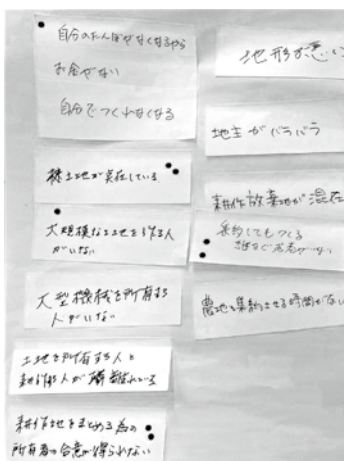 自分のたんぼがなくなるから
お金がない
自分でつくれなくなる
土地が点在している
大規模な土地を作る人
がいない
大型機械を所有する
人がいない
土地を所有する人と
耕作する人が
耕作地をまとめる為の
所有者の合意が得られない
地形が悪い
地主がバラバラ
耕作放棄地が混在
集約してもつくる
農地を集約させる時間がない